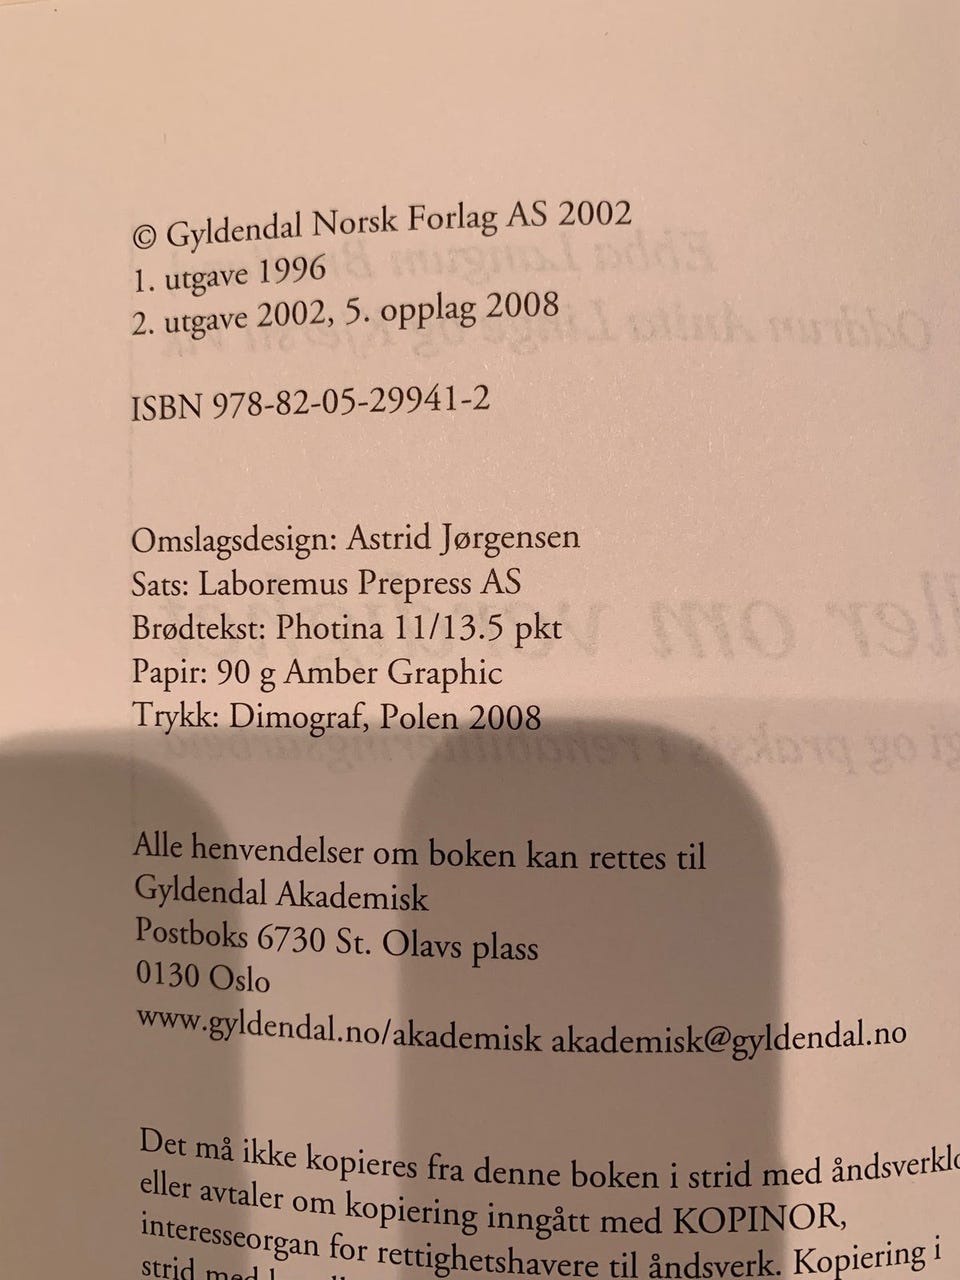 © Gyldendal Norsk Forlag AS 2002
1. utgave 1996
2. utgave 2002, 5. opplag 2008
ISBN 978-82-05-29941-2
Omslagsdesign: Astrid Jørgensen
Sats: Laboremus Prepress AS
Brødtekst: Photina 11/13.5 pkt
Papir: 90 g Amber Graphic
Trykk: Dimograf, Polen 2008
Alle henvendelser om boken kan rettes til
Gyldendal Akademisk
Postboks 6730 St. Olavs plass
0130 Oslo
www.gyldendal.no/akademisk akademisk@gyldendal.no
Det må ikke kopieres fra denne boken i strid med
eller avtaler om kopiering inngått med KOPINOR,
interesseorgan for rettighetshavere til åndsverk. Kopiering i
strid med